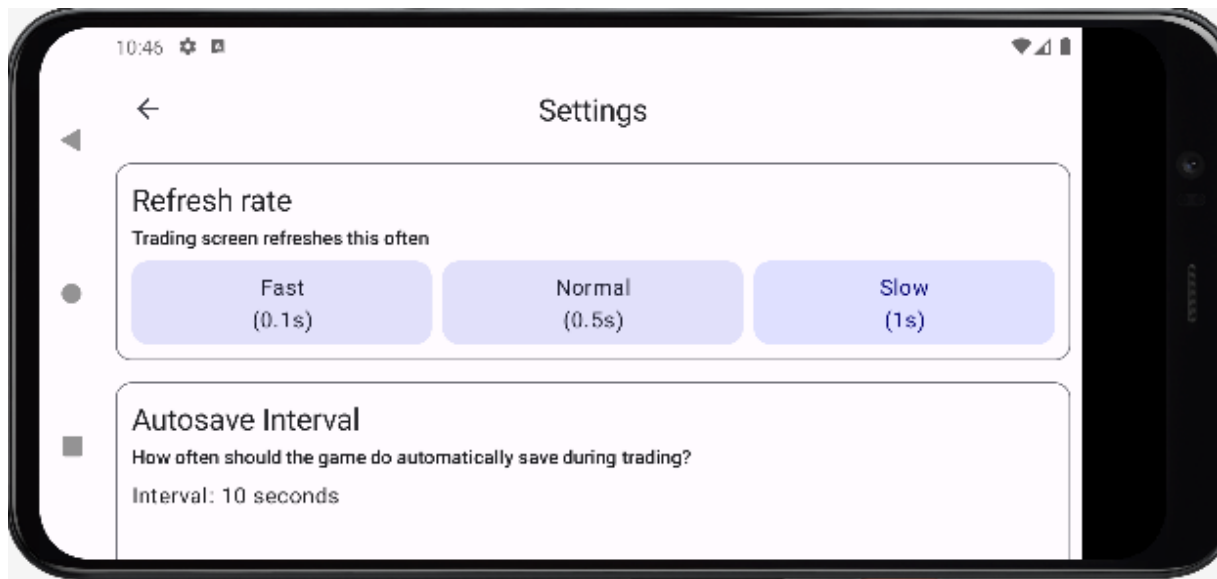 10:46
Settings
Refresh rate
Trading screen refreshes this often
Fast
(0.1s)
Normal
(0.5s)
Slow
(1s)
Autosave Interval
How often should the game do automatically save during trading?
Interval: 10 seconds